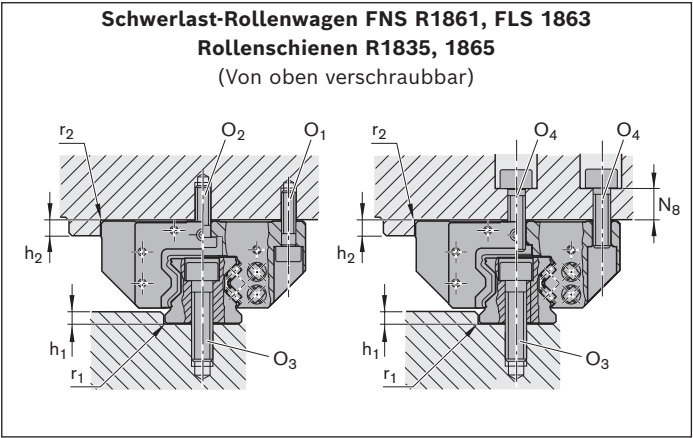 Schwerlast-Rollenwagen FNS R1861, FLS 1863
Rollenschienen R1835, 1865
(Von oben verschraubbar)
r2 O2 O1 r2 O4 O4
N8
h2 h2
h1 h1
r1 O3 r1 O3